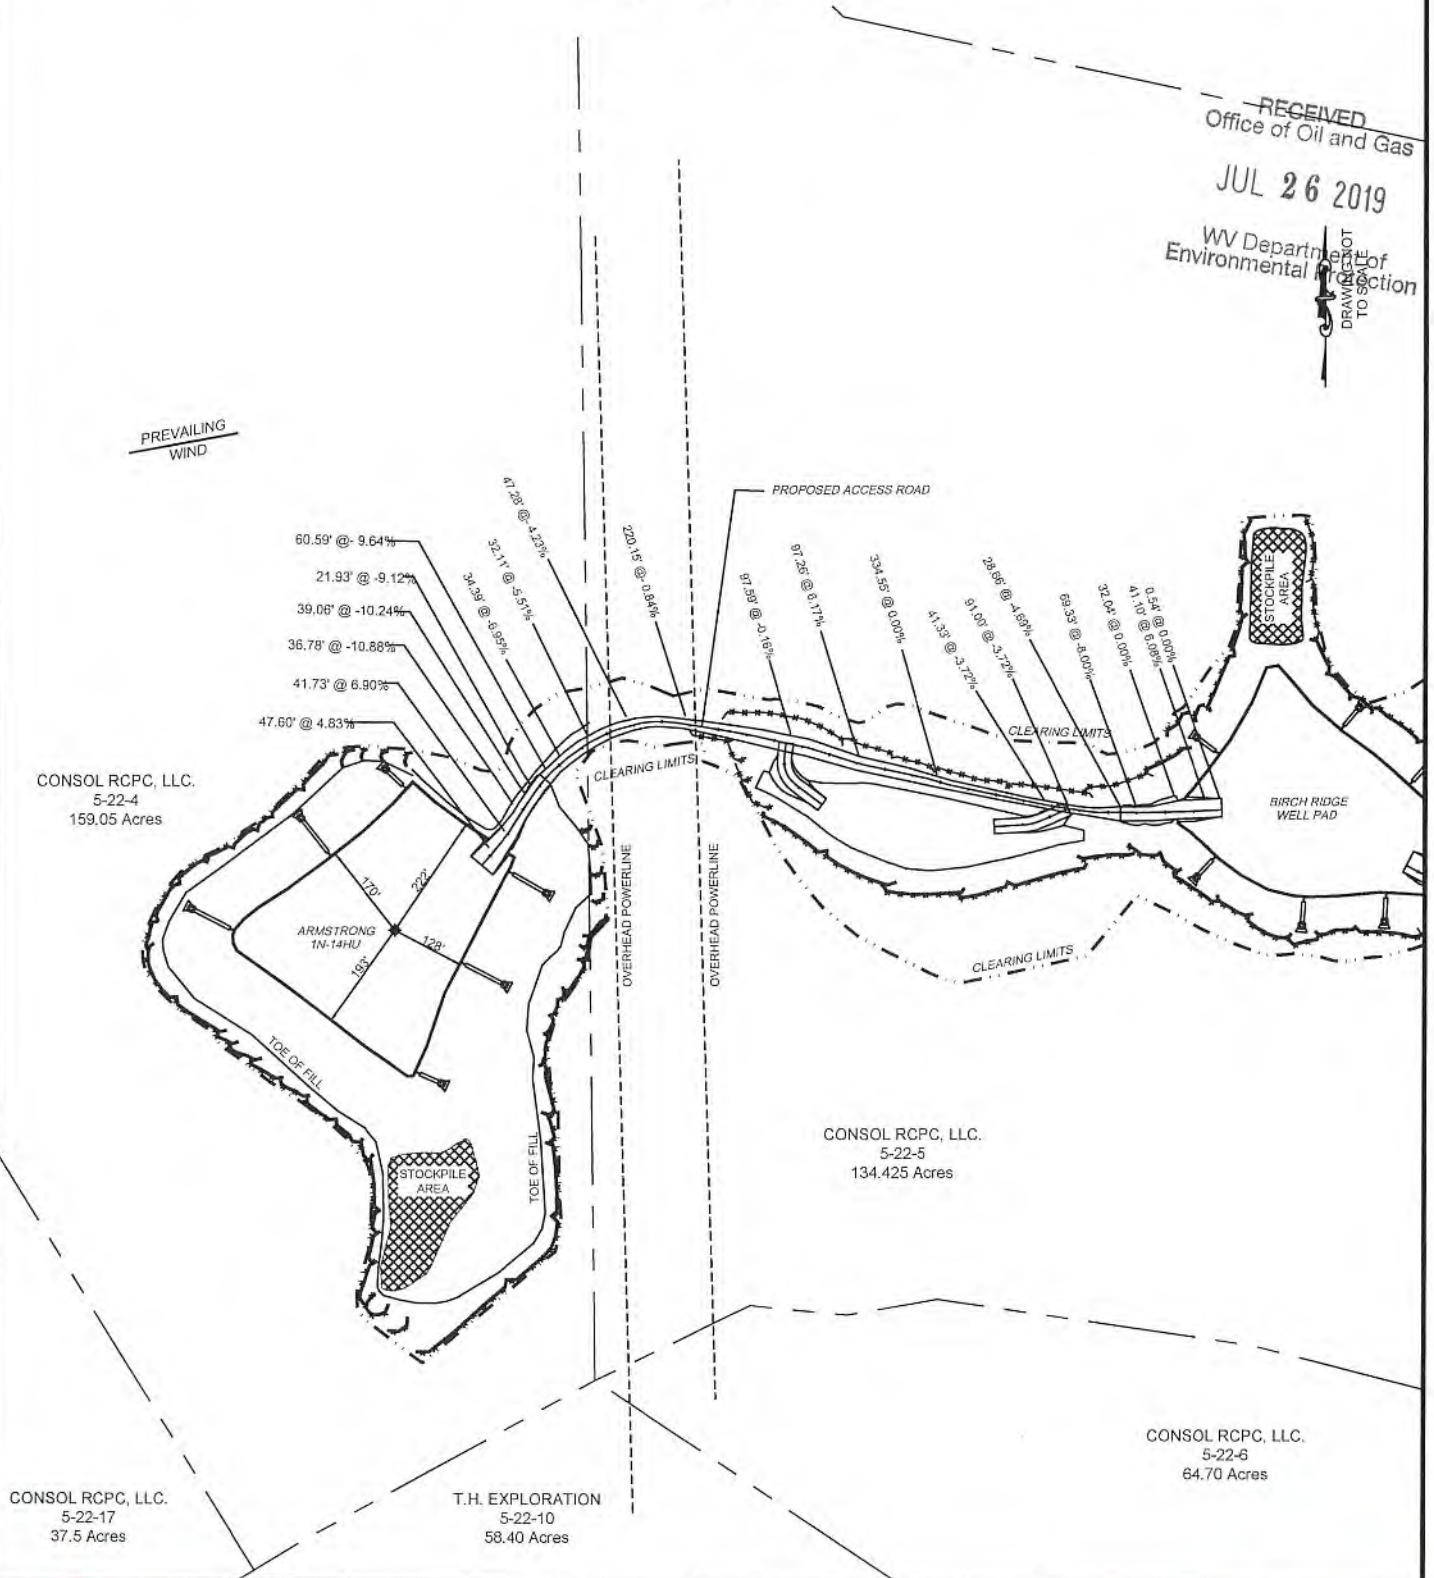 RECEIVED
Office of Oil and Gas
JUL 26 2019
WV Department of
Environmental Protection
DRAWING NOT
TO SCALE
PREVAILING
WIND
PROPOSED ACCESS ROAD
60.59' @- 9.64%
21.93' @ -9.12%
39.06' @ -10.24%
36.78' @ -10.88%
41.73' @ 6.90%
47.60' @ 4.83%
34.39' @ -6.95%
32.11' @ -5.51%
47.28' @- 4.23%
220.15' @- 0.84%
97.59' @ -0.16%
97.26' @ 6.17%
334.55' @ 0.00%
41.33' @ -3.72%
91.00' @ -3.72%
28.66' @ -4.69%
69.33' @ -8.00%
32.04' @ 0.00%
41.10' @ 6.08%
0.54' @ 0.00%
STOCKPILE
AREA
CLEARING LIMITS
CLEARING LIMITS
BIRCH RIDGE
WELL PAD
CONSOL RCPC, LLC.
5-22-4
159.05 Acres
170'
222'
ARMSTRONG
1N-14HU
128'
193'
OVERHEAD POWERLINE
OVERHEAD POWERLINE
CLEARING LIMITS
TOE OF FILL
TOE OF FILL
STOCKPILE
AREA
CONSOL RCPC, LLC.
5-22-5
134.425 Acres
CONSOL RCPC, LLC.
5-22-6
64.70 Acres
CONSOL RCPC, LLC.
5-22-17
37.5 Acres
T.H. EXPLORATION
5-22-10
58.40 Acres